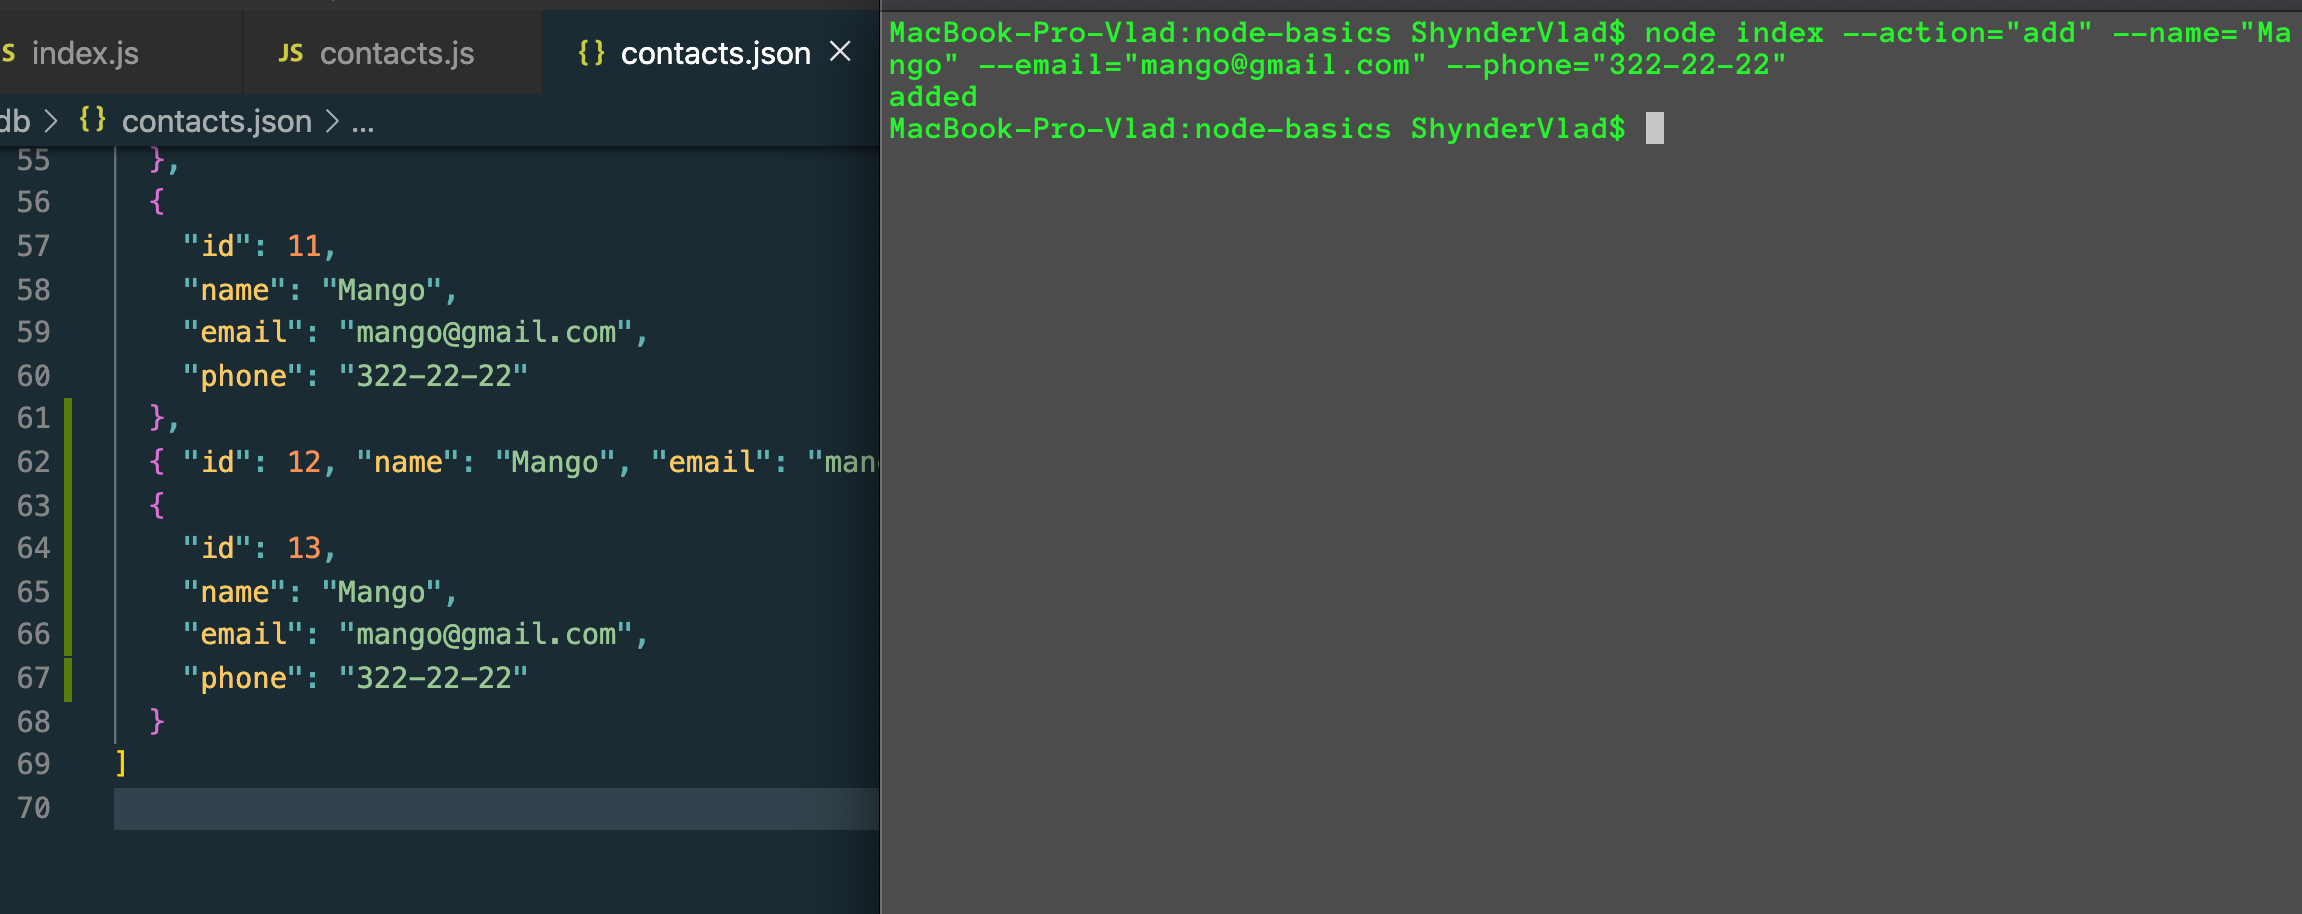 S index.js JS contacts.js {} contacts.json ×
db > {} contacts.json > ...
55 },
56 {
57 "id": 11,
58 "name": "Mango",
59 "email": "mango@gmail.com",
60 "phone": "322-22-22"
61 },
62 { "id": 12, "name": "Mango", "email": "man
63 {
64 "id": 13,
65 "name": "Mango",
66 "email": "mango@gmail.com",
67 "phone": "322-22-22"
68 }
69 ]
70
MacBook-Pro-Vlad:node-basics ShynderVlad$ node index --action="add" --name="Ma
ngo" --email="mango@gmail.com" --phone="322-22-22"
added
MacBook-Pro-Vlad:node-basics ShynderVlad$